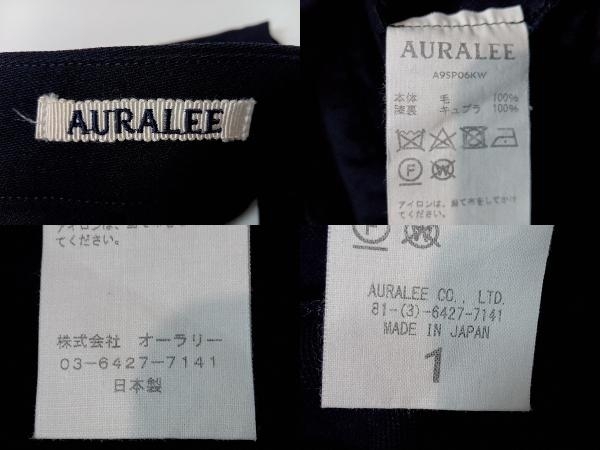 AURALEE
AURALEE
A9SP06KW
本体 毛 100%
膝裏 キュプラ 100%
F W
アイロンは、当て布をしてかけ
てください。
てください。
株式会社 オーラリー
03-6427-7141
日本製
AURALEE CO., LTD.
81-(3)-6427-7141
MADE IN JAPAN
1